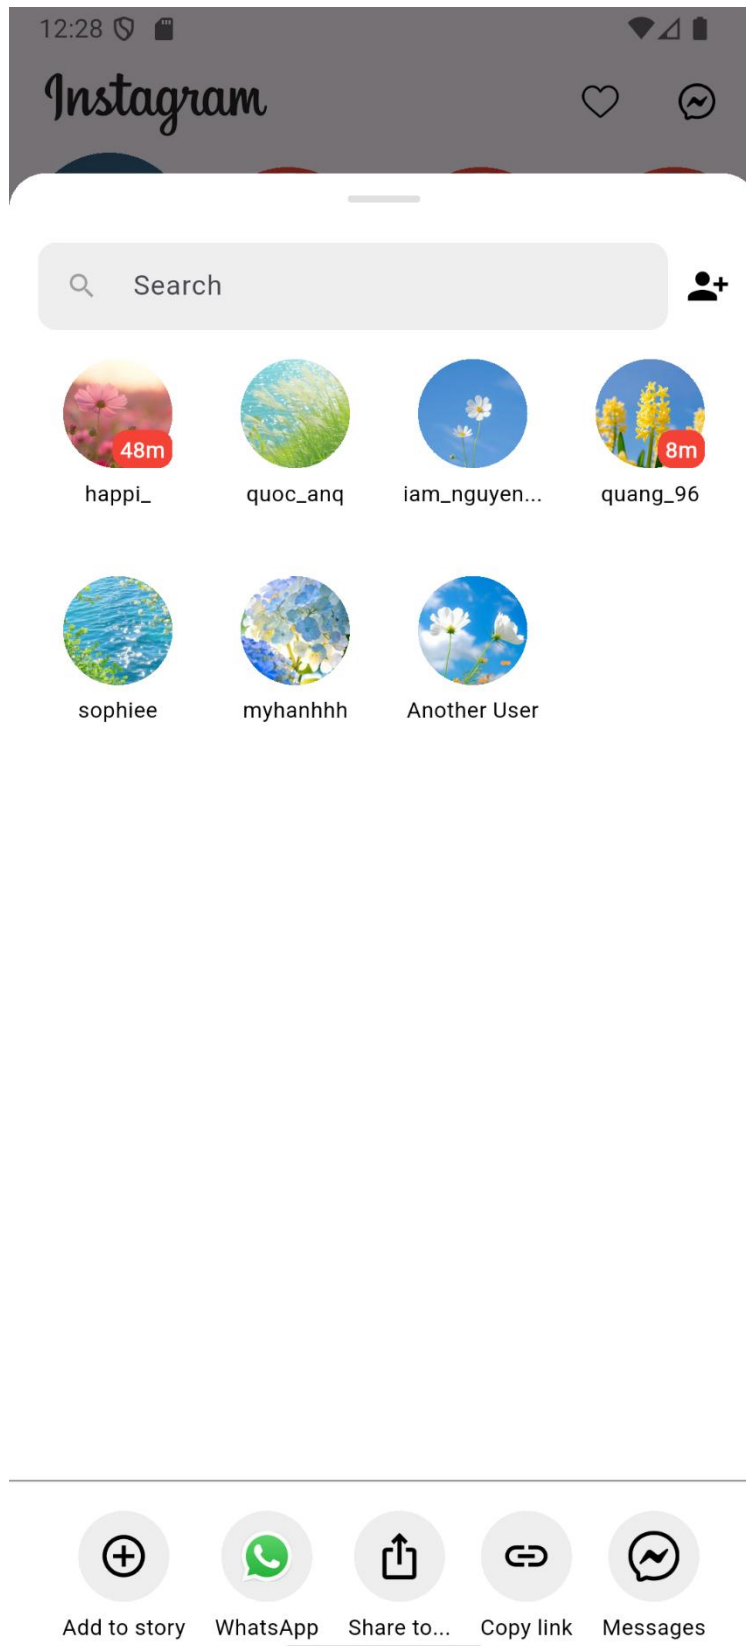 12:28
Instagram
Search
48m
8m
happi_
quoc_anq
iam_nguyen...
quang_96
sophiee
myhanhhh
Another User
Add to story
WhatsApp
Share to...
Copy link
Messages